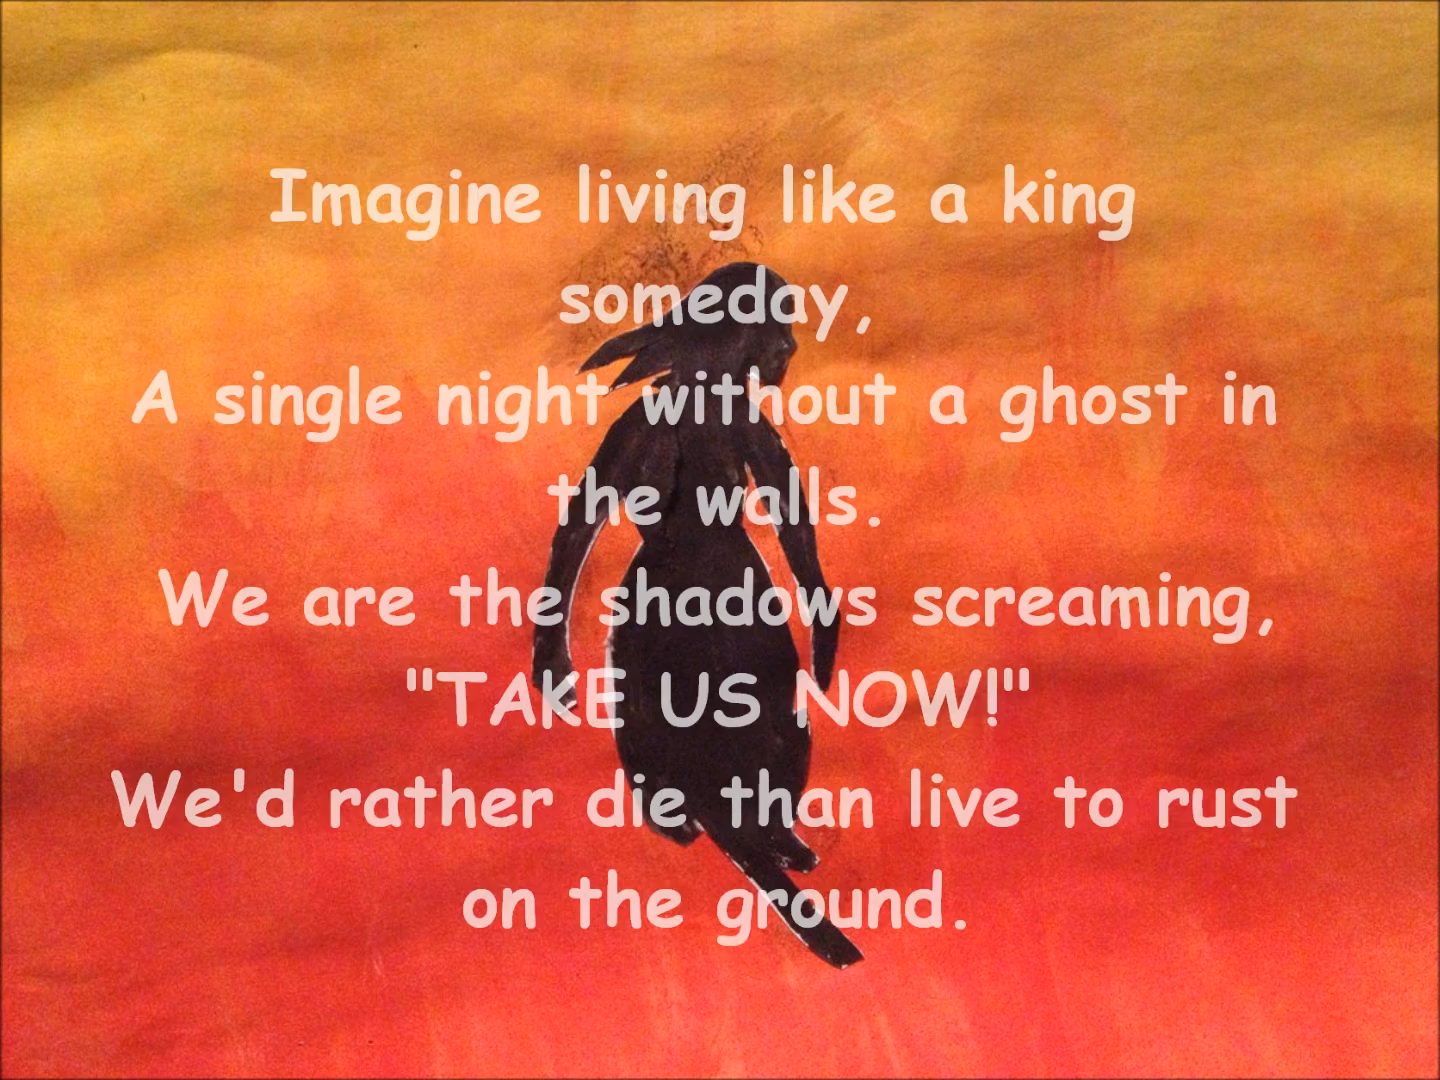 Imagine living like a king
someday,
A single night without a ghost in
the walls.
We are the shadows screaming,
"TAKE US NOW!"
We'd rather die than live to rust
on the ground.